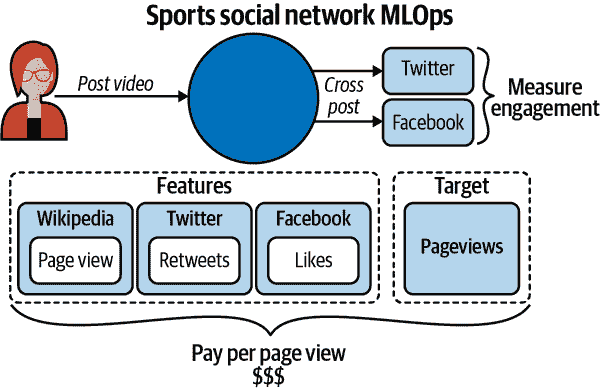 Sports social network MLOps
Post video
Cross
post
Twitter
Facebook
Measure
engagement
Features
Target
Wikipedia
Page view
Twitter
Retweets
Facebook
Likes
Pageviews
Pay per page view
$$$